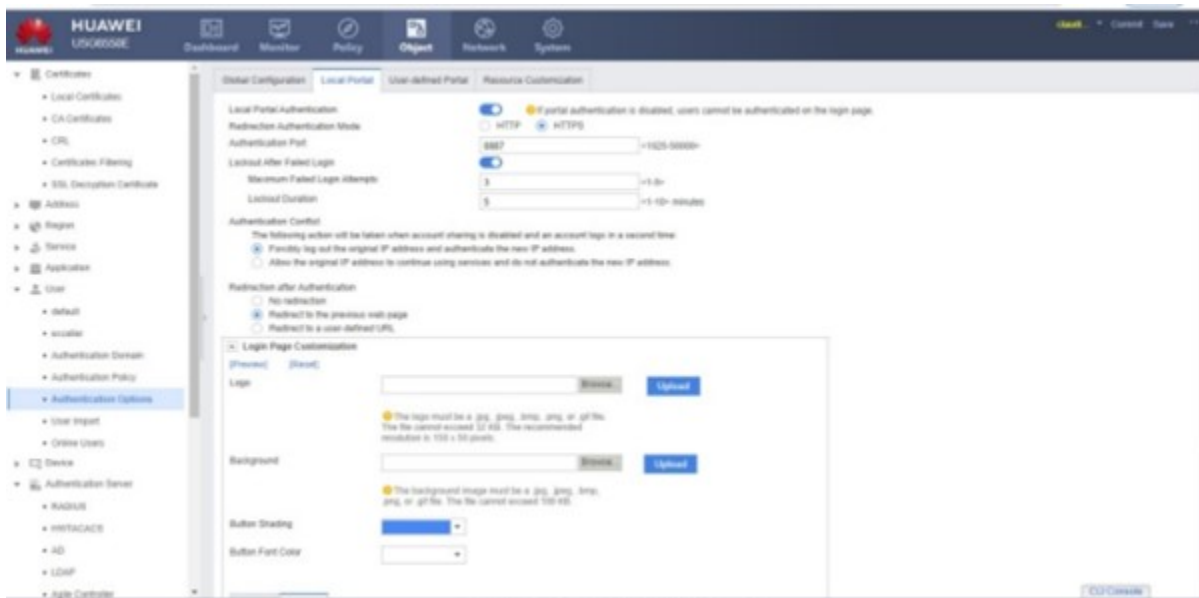 HUAWEI
USG6550E
HUAWEI
Dashboard Monitor Policy Object Network System
Commit Save
Certificates
Local Certificates
CA Certificates
CRL
Certificates Filtering
SSL Decryption Certificate
Address
Region
Service
Application
User
default
Authentication Domain
Authentication Policy
Authentication Options
User Import
Online Users
Device
Authentication Server
RADIUS
HWTACACS
AD
LDAP
Agile Controller
Global Configuration Local Portal User-defined Portal Resource Customization
Local Portal Authentication If portal authentication is disabled, users cannot be authenticated on the login page.
Redirection Authentication Mode HTTP HTTPS
Authentication Port 8887 <1025-50000>
Lockout After Failed Login
Maximum Failed Login Attempts 3 <1-5>
Lockout Duration 5 <1-10> minutes
Authentication Conflict
The following action will be taken when account sharing is disabled and an account logs in a second time:
Forcibly log out the original IP address and authenticate the new IP address.
Allow the original IP address to continue using services and do not authenticate the new IP address.
Redirection after Authentication
No redirection
Redirect to the previous web page
Redirect to a user-defined URL
Login Page Customization
[Preview] [Reset]
Logo Browse... Upload
The logo must be a .jpg, .jpeg, .bmp, .png, or .gif file.
The file cannot exceed 32 KB. The recommended
resolution is 150 x 50 pixels.
Background Browse... Upload
The background image must be a .jpg, .jpeg, .bmp,
.png, or .gif file. The file cannot exceed 100 KB.
Button Shading
Button Font Color
CLI Console